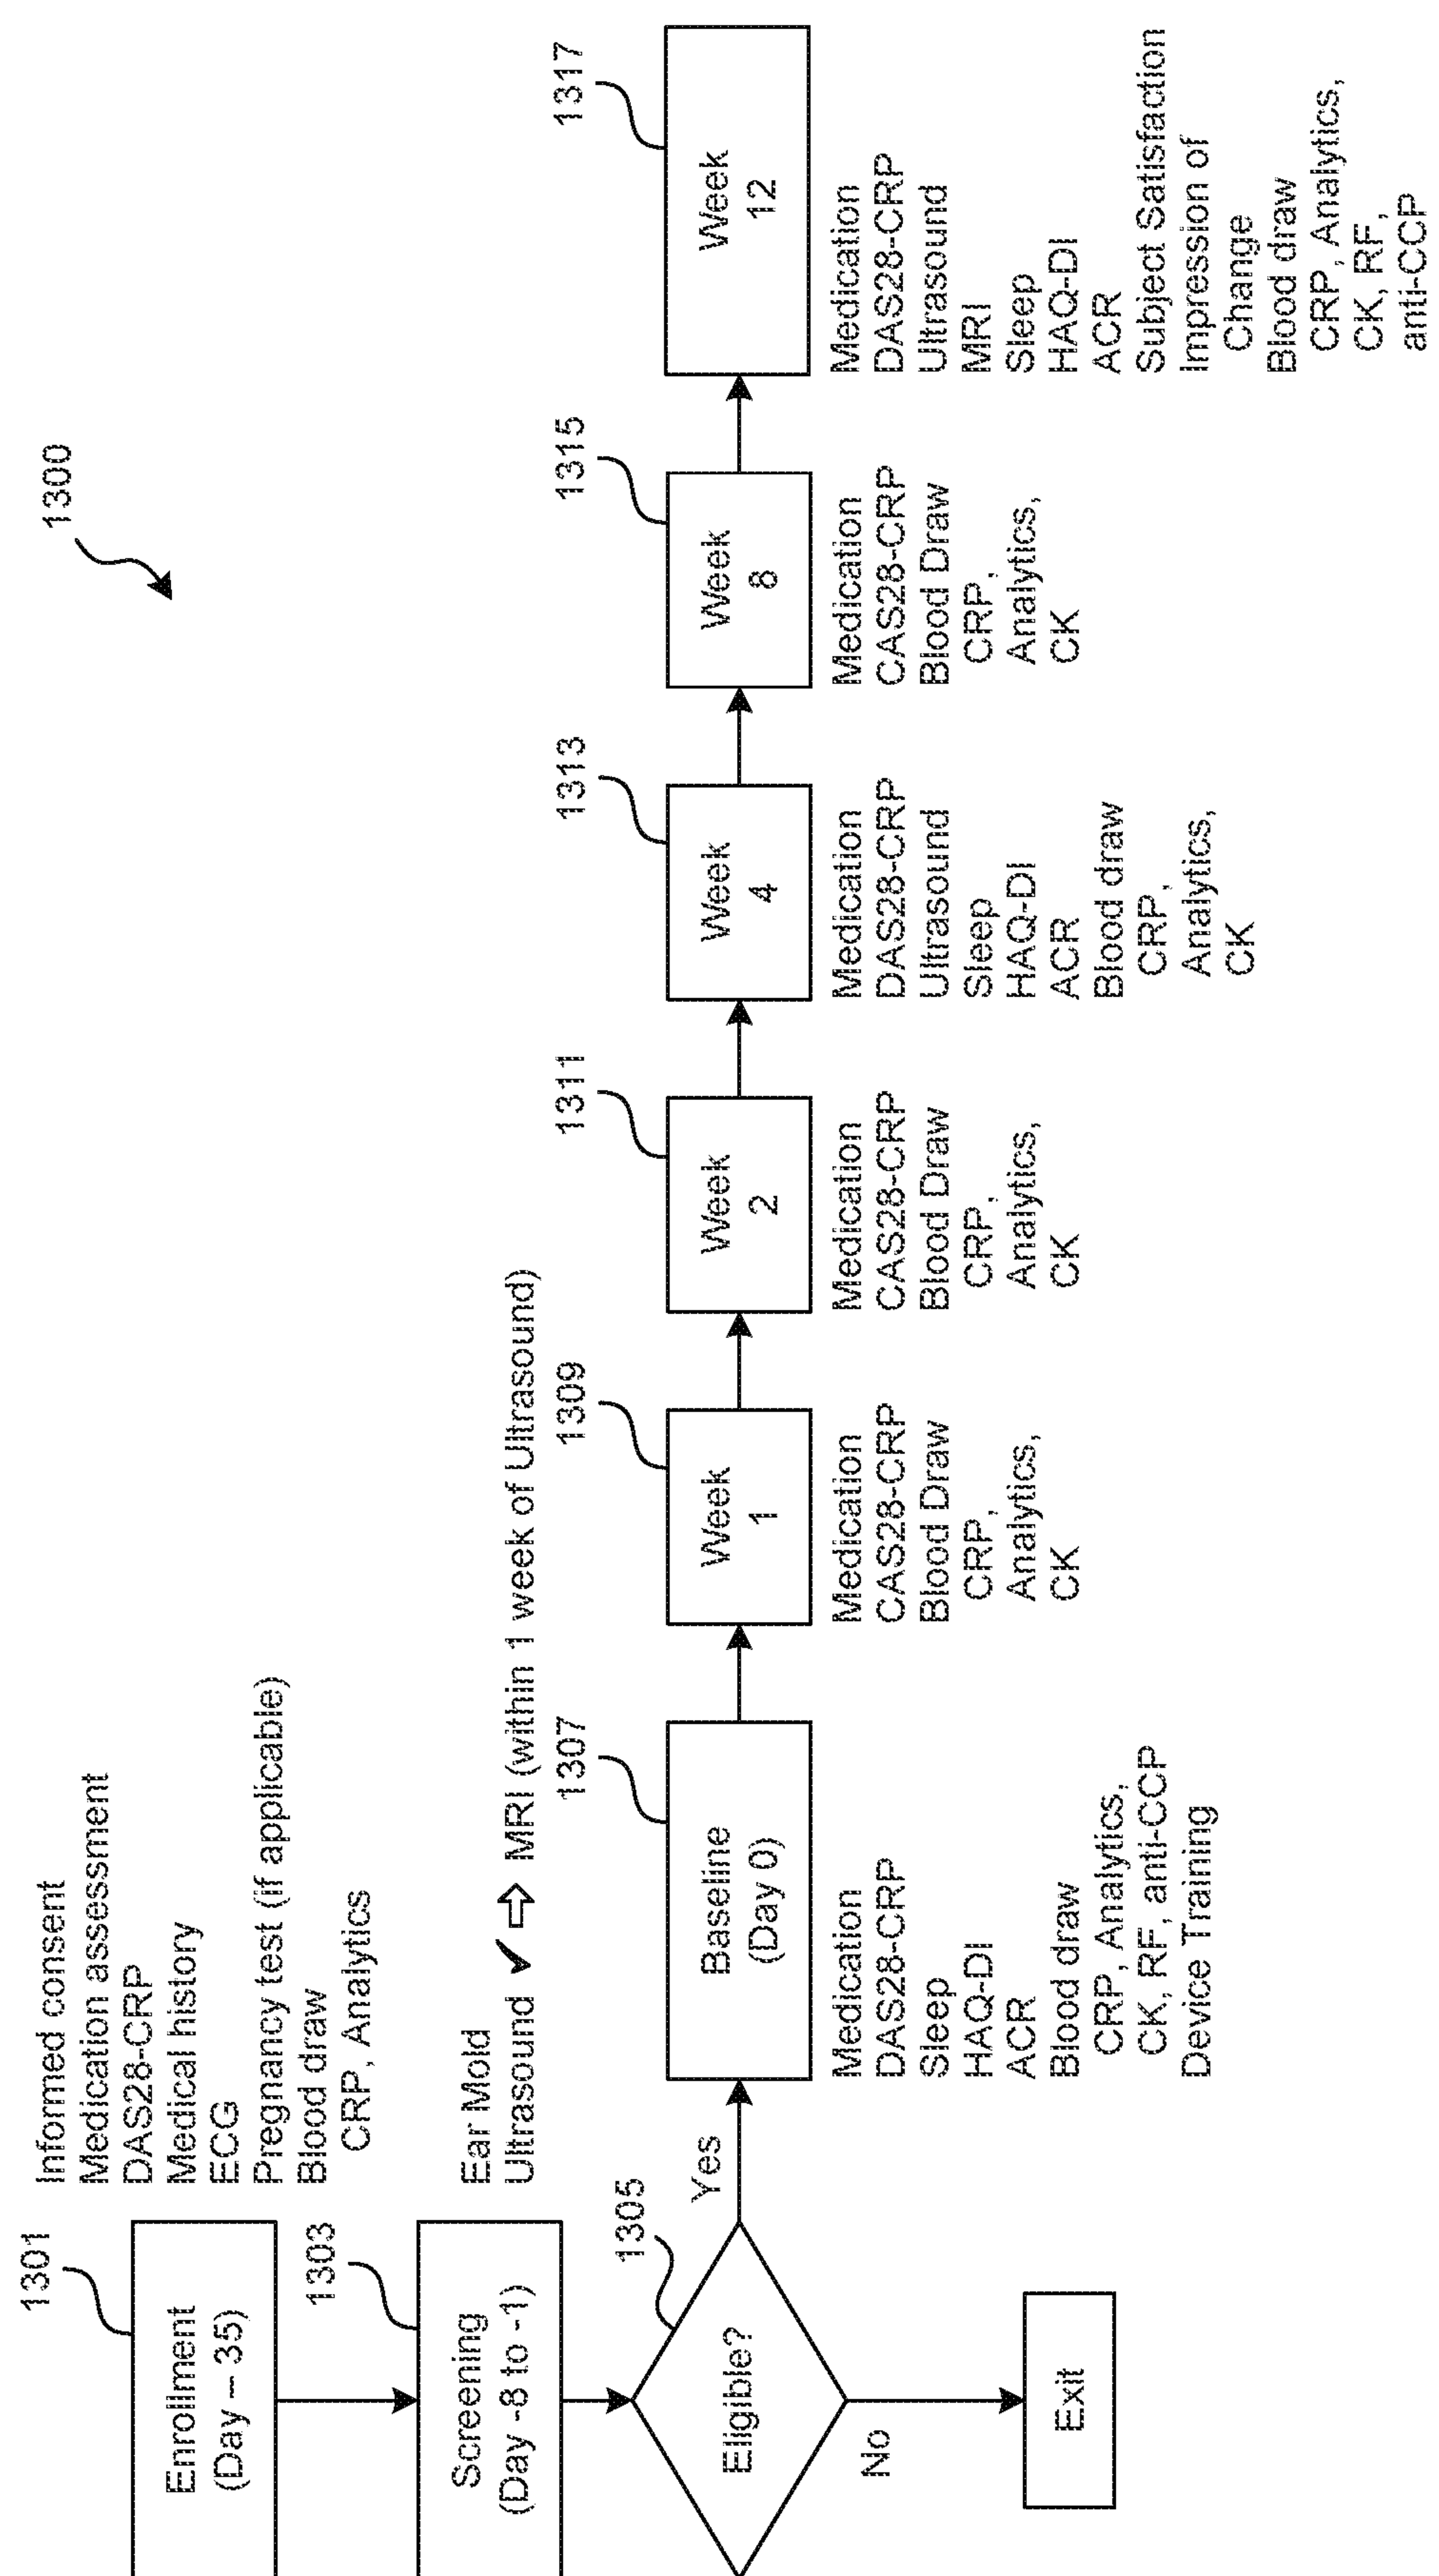 1300
1301
Enrollment
(Day – 35)
Informed consent
Medication assessment
DAS28-CRP
Medical history
ECG
Pregnancy test (if applicable)
Blood draw
CRP, Analytics
1303
Screening
(Day -8 to -1)
Ear Mold
Ultrasound ✔ ⇨ MRI (within 1 week of Ultrasound)
1305
Eligible?
Yes
No
Exit
1307
Baseline
(Day 0)
Medication
DAS28-CRP
Sleep
HAQ-DI
ACR
Blood draw
CRP, Analytics,
CK, RF, anti-CCP
Device Training
1309
Week
1
Medication
CAS28-CRP
Blood Draw
CRP,
Analytics,
CK
1311
Week
2
Medication
CAS28-CRP
Blood Draw
CRP,
Analytics,
CK
1313
Week
4
Medication
DAS28-CRP
Ultrasound
Sleep
HAQ-DI
ACR
Blood draw
CRP,
Analytics,
CK
1315
Week
8
Medication
CAS28-CRP
Blood Draw
CRP,
Analytics,
CK
1317
Week
12
Medication
DAS28-CRP
Ultrasound
MRI
Sleep
HAQ-DI
ACR
Subject Satisfaction
Impression of
Change
Blood draw
CRP, Analytics,
CK, RF,
anti-CCP